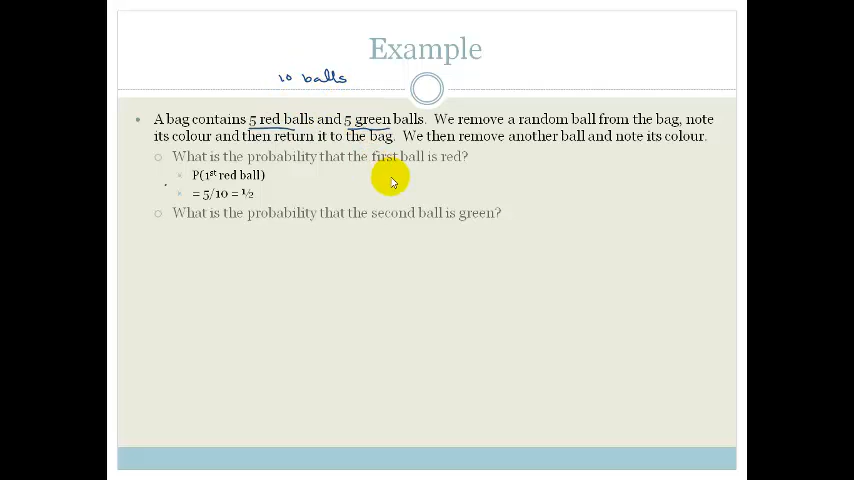 Example
10 balls
A bag contains 5 red balls and 5 green balls. We remove a random ball from the bag, note
its colour and then return it to the bag. We then remove another ball and note its colour.
What is the probability that the first ball is red?
P(1st red ball)
= 5/10 = ½
What is the probability that the second ball is green?